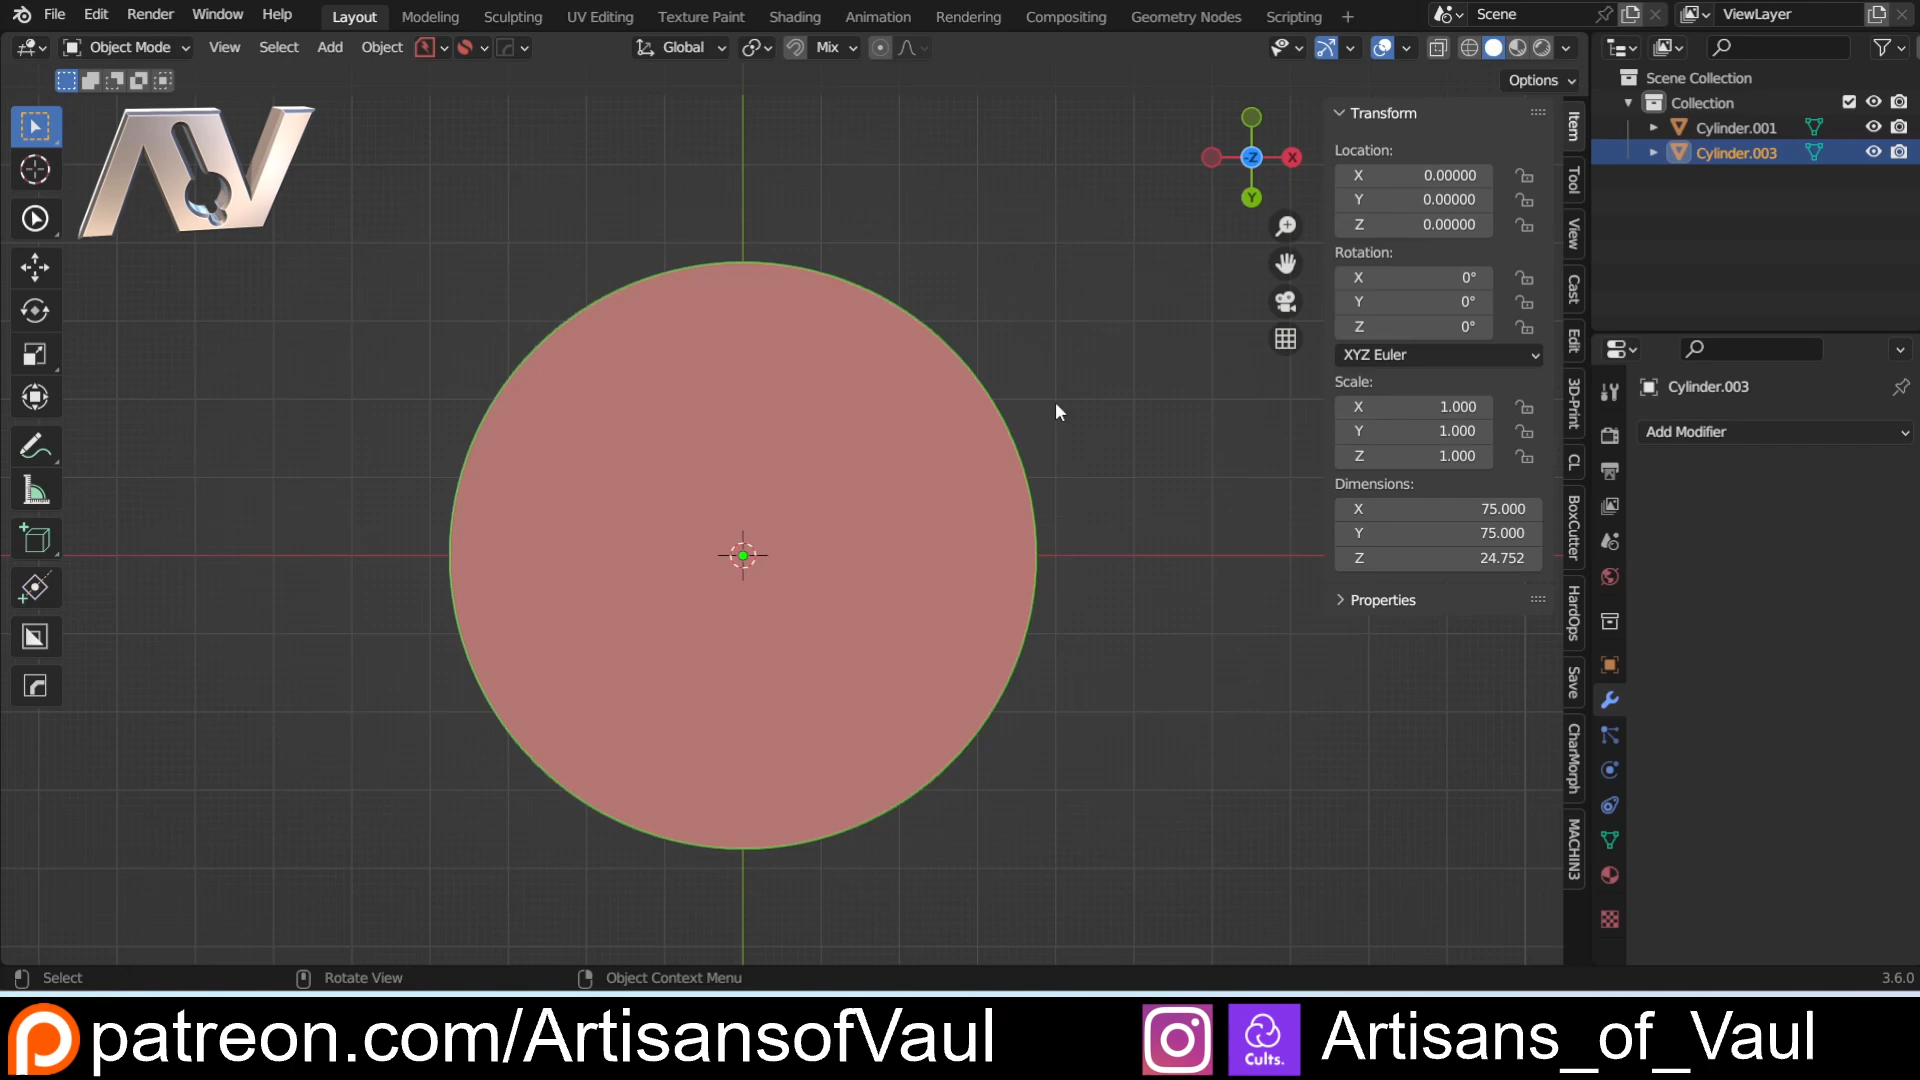 File Edit Render Window Help Layout Modeling Sculpting UV Editing Texture Paint Shading Animation Rendering Compositing Geometry Nodes Scripting + Scene ViewLayer
Object Mode View Select Add Object Global Mix
Options
Scene Collection
Collection
Cylinder.001
Cylinder.003
Transform
Location:
X 0.00000
Y 0.00000
Z 0.00000
Rotation:
X 0°
Y 0°
Z 0°
XYZ Euler
Scale:
X 1.000
Y 1.000
Z 1.000
Dimensions:
X 75.000
Y 75.000
Z 24.752
Properties
-Z
X
Y
Item
Tool
View
Cast
Edit
3D-Print
CL
BoxCutter
HardOps
Save
CharMorph
MACHIN3
Cylinder.003
Add Modifier
Select Rotate View Object Context Menu 3.6.0
patreon.com/ArtisansofVaul Cults. Artisans_of_Vaul